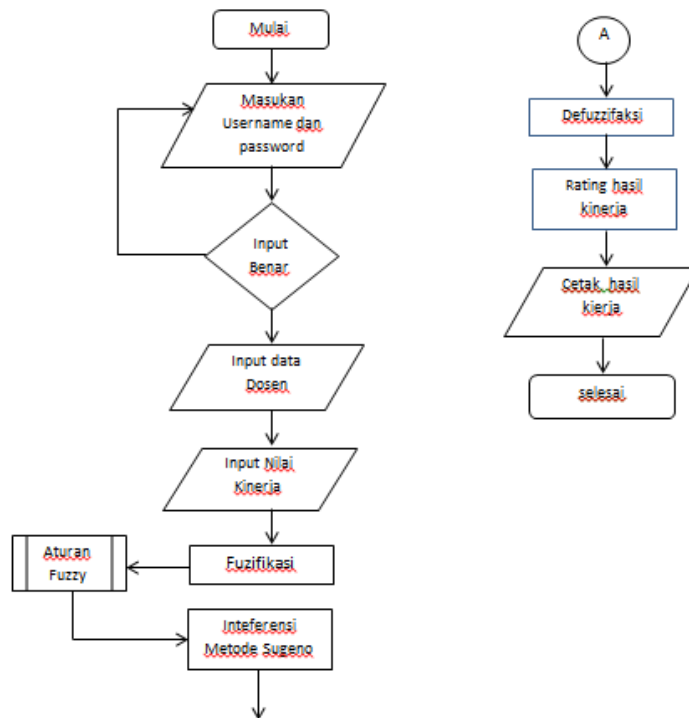 Mulai
Masukan
Username dan
password
Input
Benar
Input data
Dosen
Input Nilai
Kinerja
Fuzifikasi
Aturan
Fuzzy
Inteferensi
Metode Sugeno
A
Defuzzifaksi
Rating hasil
kinerja
Cetak hasil
kierja
selesai